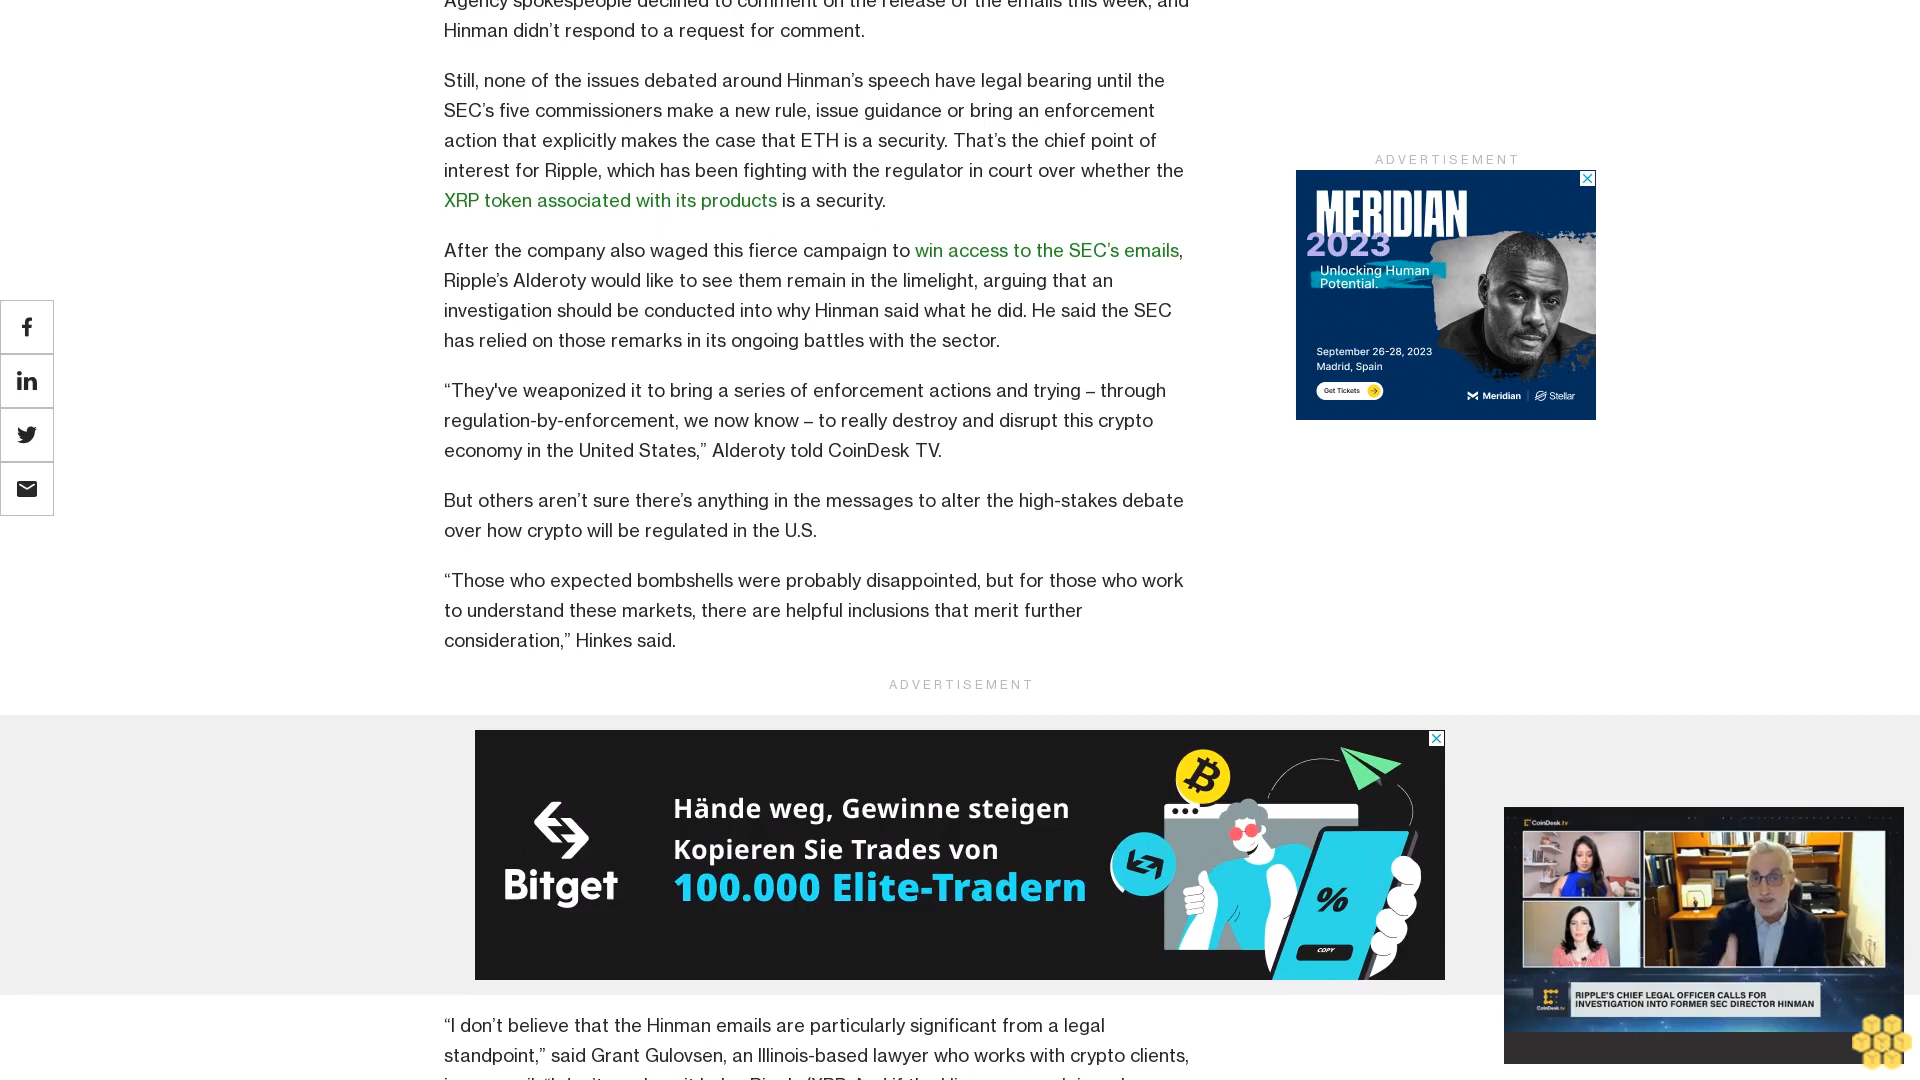 Agency spokespeople declined to comment on the release of the emails this week, and
Hinman didn’t respond to a request for comment.
Still, none of the issues debated around Hinman’s speech have legal bearing until the
SEC’s five commissioners make a new rule, issue guidance or bring an enforcement
action that explicitly makes the case that ETH is a security. That’s the chief point of
interest for Ripple, which has been fighting with the regulator in court over whether the
XRP token associated with its products is a security.
After the company also waged this fierce campaign to win access to the SEC’s emails,
Ripple’s Alderoty would like to see them remain in the limelight, arguing that an
investigation should be conducted into why Hinman said what he did. He said the SEC
has relied on those remarks in its ongoing battles with the sector.
“They've weaponized it to bring a series of enforcement actions and trying – through
regulation-by-enforcement, we now know – to really destroy and disrupt this crypto
economy in the United States,” Alderoty told CoinDesk TV.
But others aren’t sure there’s anything in the messages to alter the high-stakes debate
over how crypto will be regulated in the U.S.
“Those who expected bombshells were probably disappointed, but for those who work
to understand these markets, there are helpful inclusions that merit further
consideration,” Hinkes said.
ADVERTISEMENT
MERIDIAN
2023
Unlocking Human
Potential.
September 26-28, 2023
Madrid, Spain
Get Tickets
Meridian
Stellar
ADVERTISEMENT
Bitget
Hände weg, Gewinne steigen
Kopieren Sie Trades von
100.000 Elite-Tradern
%
COPY
CoinDesk.tv
CoinDesk.tv
RIPPLE'S CHIEF LEGAL OFFICER CALLS FOR
INVESTIGATION INTO FORMER SEC DIRECTOR HINMAN
“I don’t believe that the Hinman emails are particularly significant from a legal
standpoint,” said Grant Gulovsen, an Illinois-based lawyer who works with crypto clients,